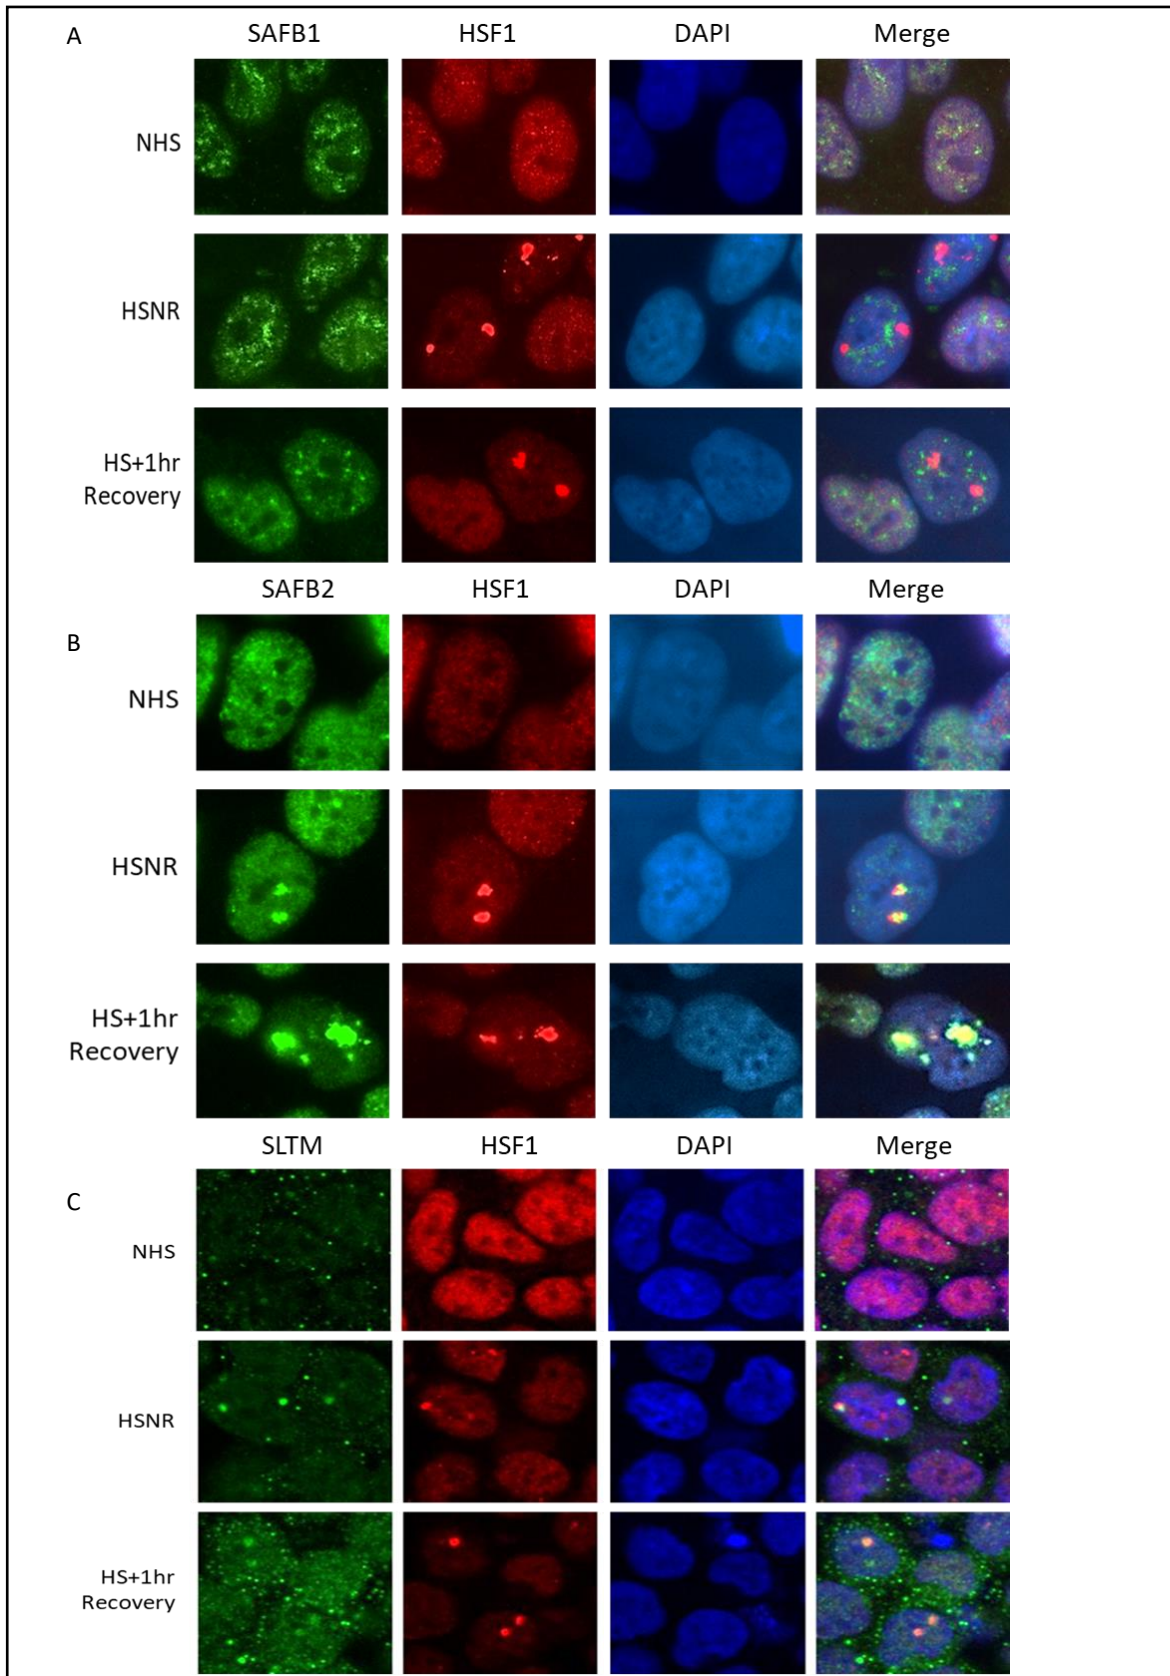 A
SAFB1 HSF1 DAPI Merge
NHS
HSNR
HS+1hr
Recovery
SAFB2 HSF1 DAPI Merge
B
NHS
HSNR
HS+1hr
Recovery
SLTM HSF1 DAPI Merge
C
NHS
HSNR
HS+1hr
Recovery